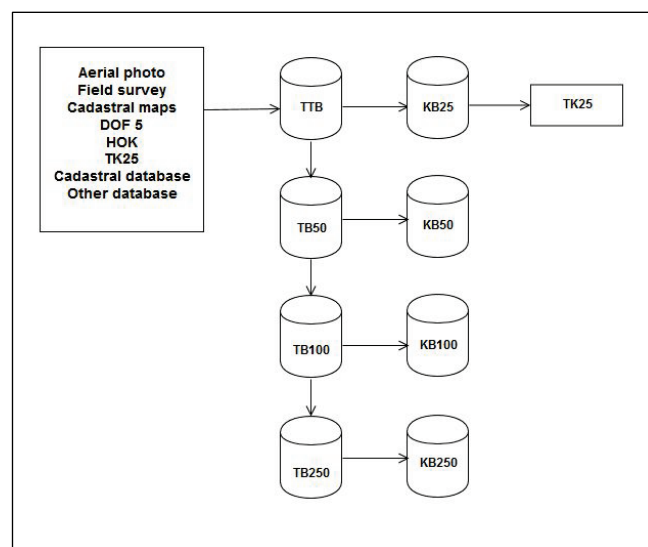 Aerial photo
Field survey
Cadastral maps
DOF 5
HOK
TK25
Cadastral database
Other database
TTB
KB25
TK25
TB50
KB50
TB100
KB100
TB250
KB250